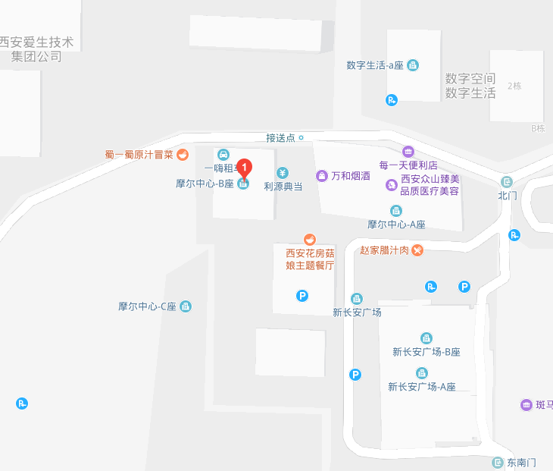 西安爱生技术
集团公司
数字生活-a座
数字空间
数字生活
2栋
B栋
接送点
蜀一蜀原汁冒菜
一嗨租车
1
摩尔中心-B座
利源典当
万和烟酒
每一天便利店
西安众山臻美
品质医疗美容
北门
摩尔中心-A座
西安花房菇
娘主题餐厅
赵家腊汁肉
P
摩尔中心-C座
新长安广场
P
新长安广场-B座
P
新长安广场-A座
斑马
东南门